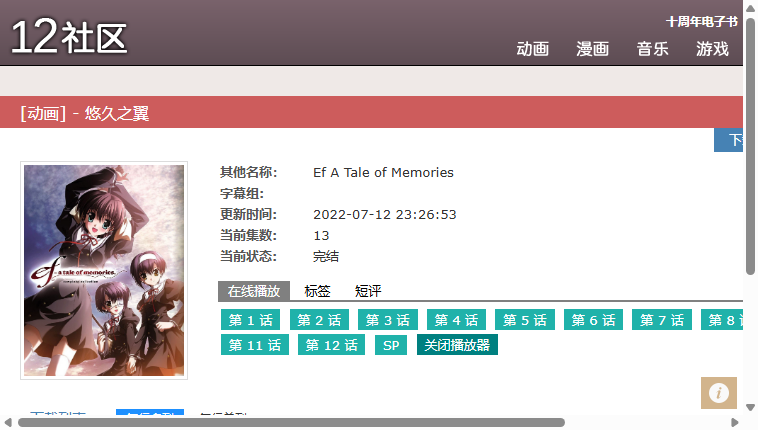 12社区
十周年电子书
动画 漫画 音乐 游戏
[动画] - 悠久之翼
其他名称: Ef A Tale of Memories
字幕组:
更新时间: 2022-07-12 23:26:53
当前集数: 13
当前状态: 完结
ef - a tale of memories.
在线播放 标签 短评
第 1 话 第 2 话 第 3 话 第 4 话 第 5 话 第 6 话 第 7 话 第 8
第 11 话 第 12 话 SP 关闭播放器